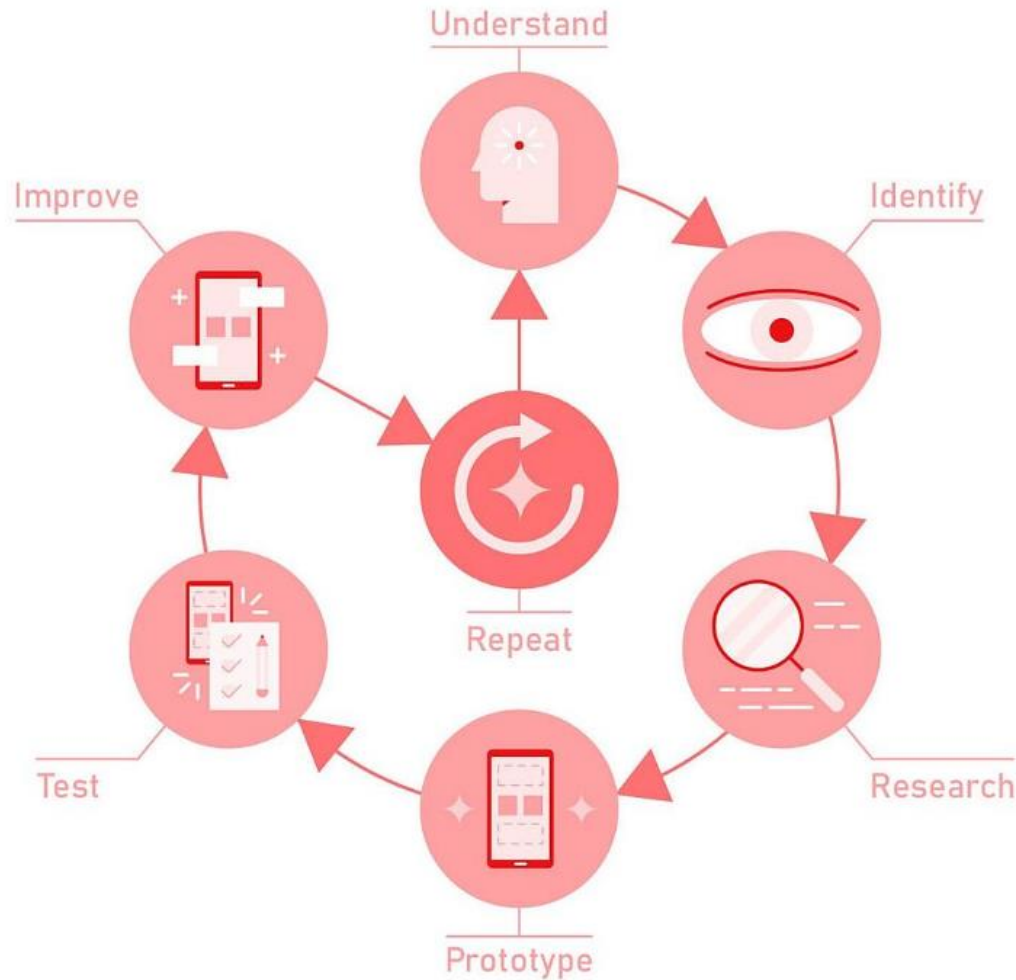 Understand
Identify
Research
Prototype
Test
Improve
Repeat